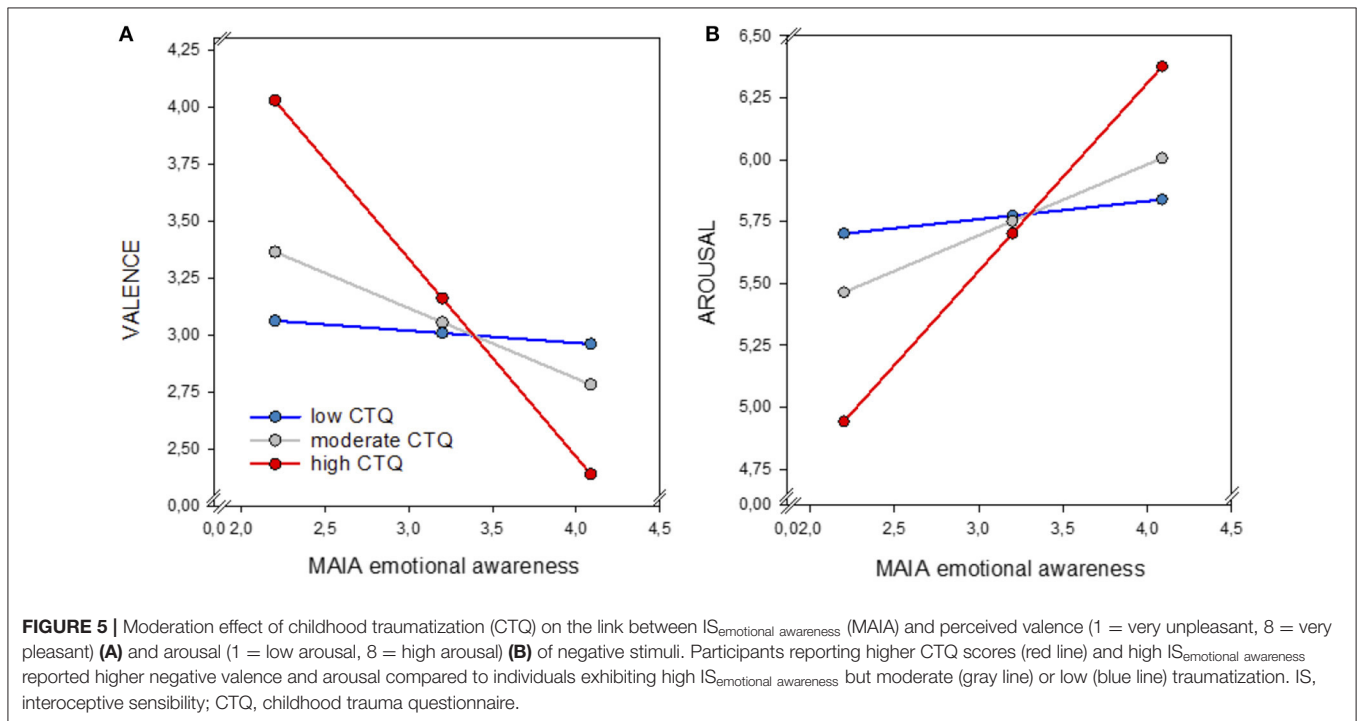 A
4,25
4,00
3,75
3,50
3,25
3,00
2,75
2,50
0,00
VALENCE
low CTQ
moderate CTQ
high CTQ
0,0 2,0 2,5 3,0 3,5 4,0 4,5
MAIA emotional awareness
B
6,50
6,25
6,00
5,75
5,50
5,25
5,00
4,75
0,00
AROUSAL
0,0 2,0 2,5 3,0 3,5 4,0 4,5
MAIA emotional awareness
FIGURE 5 | Moderation effect of childhood traumatization (CTQ) on the link between ISemotional awareness (MAIA) and perceived valence (1 = very unpleasant, 8 = very
pleasant) (A) and arousal (1 = low arousal, 8 = high arousal) (B) of negative stimuli. Participants reporting higher CTQ scores (red line) and high ISemotional awareness
reported higher negative valence and arousal compared to individuals exhibiting high ISemotional awareness but moderate (gray line) or low (blue line) traumatization. IS,
interoceptive sensibility; CTQ, childhood trauma questionnaire.